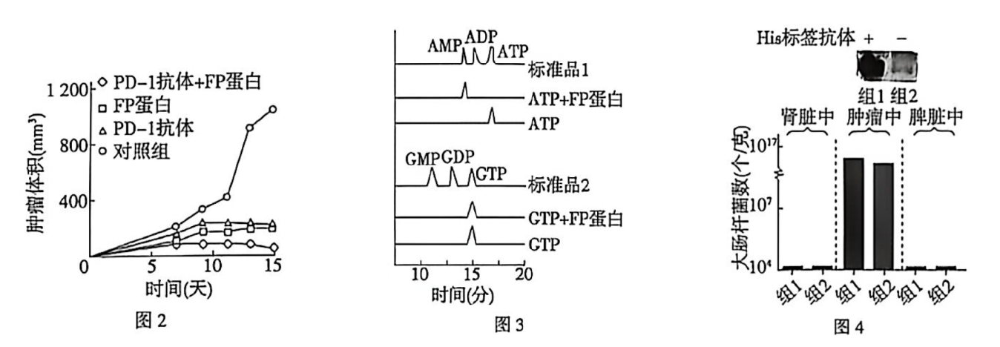 1 200
800
400
0
5
10
15
肿瘤体积(mm³)
PD-1抗体+FP蛋白
FP蛋白
PD-1抗体
对照组
时间(天)
图 2
AMP ADP ATP
标准品1
ATP+FP蛋白
ATP
GMP GDP GTP
标准品2
GTP+FP蛋白
GTP
10 15 20
时间(分)
图 3
His标签抗体 + −
组1 组2
肾脏中 肿瘤中 脾脏中
大肠杆菌数(个/克)
10¹⁷
10⁷
10⁴
组1 组2 组1 组2 组1 组2
图 4